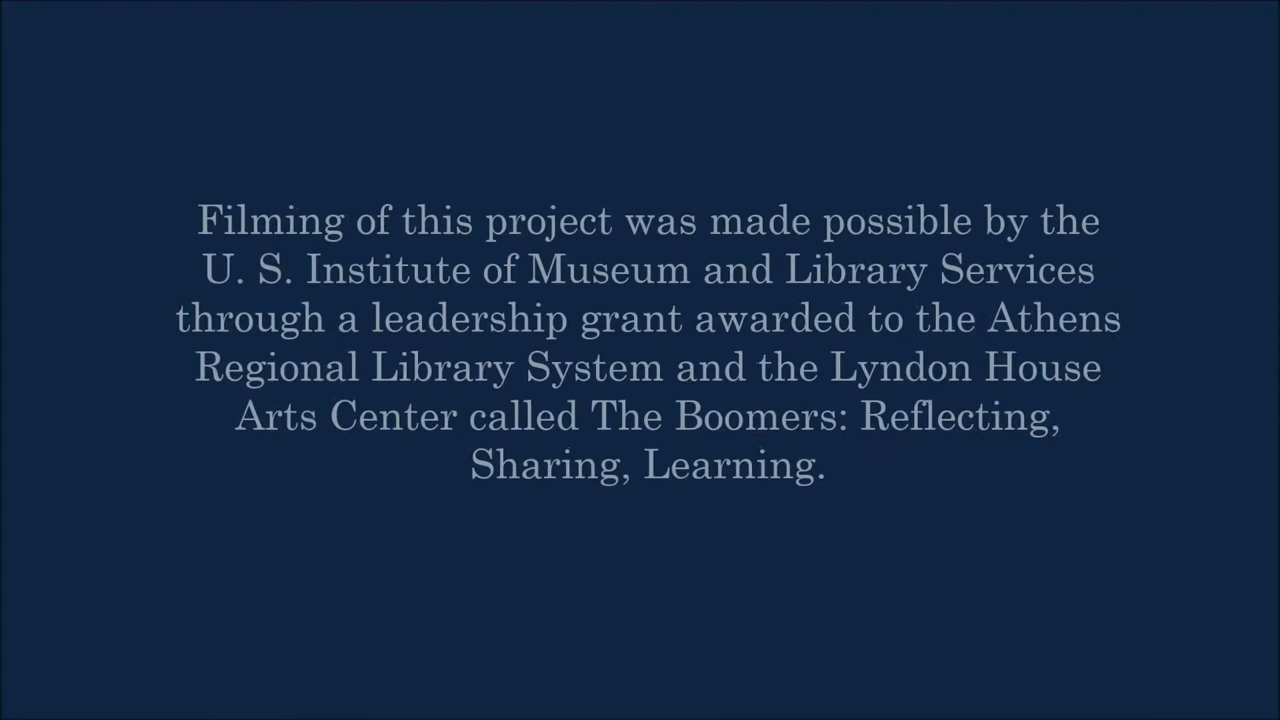 Filming of this project was made possible by the
U. S. Institute of Museum and Library Services
through a leadership grant awarded to the Athens
Regional Library System and the Lyndon House
Arts Center called The Boomers: Reflecting,
Sharing, Learning.